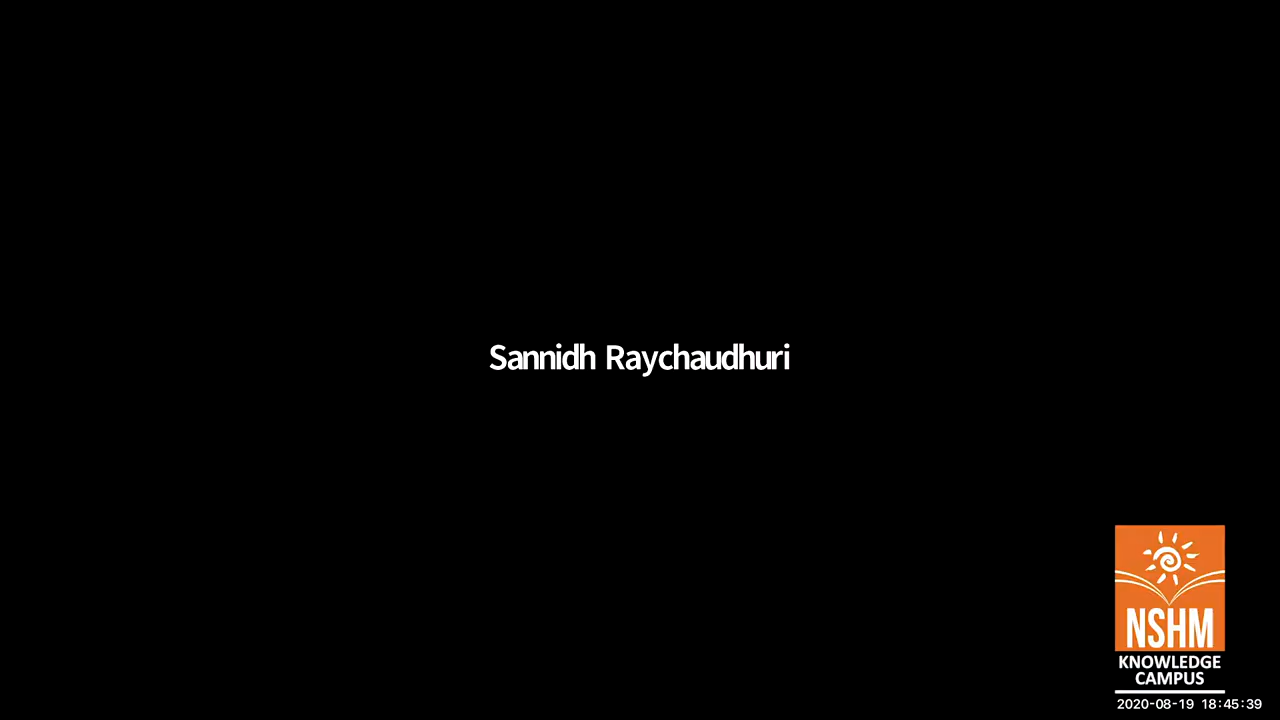 Sannidh Raychaudhuri
NSHM
KNOWLEDGE
CAMPUS
2020-08-19 18:45:39